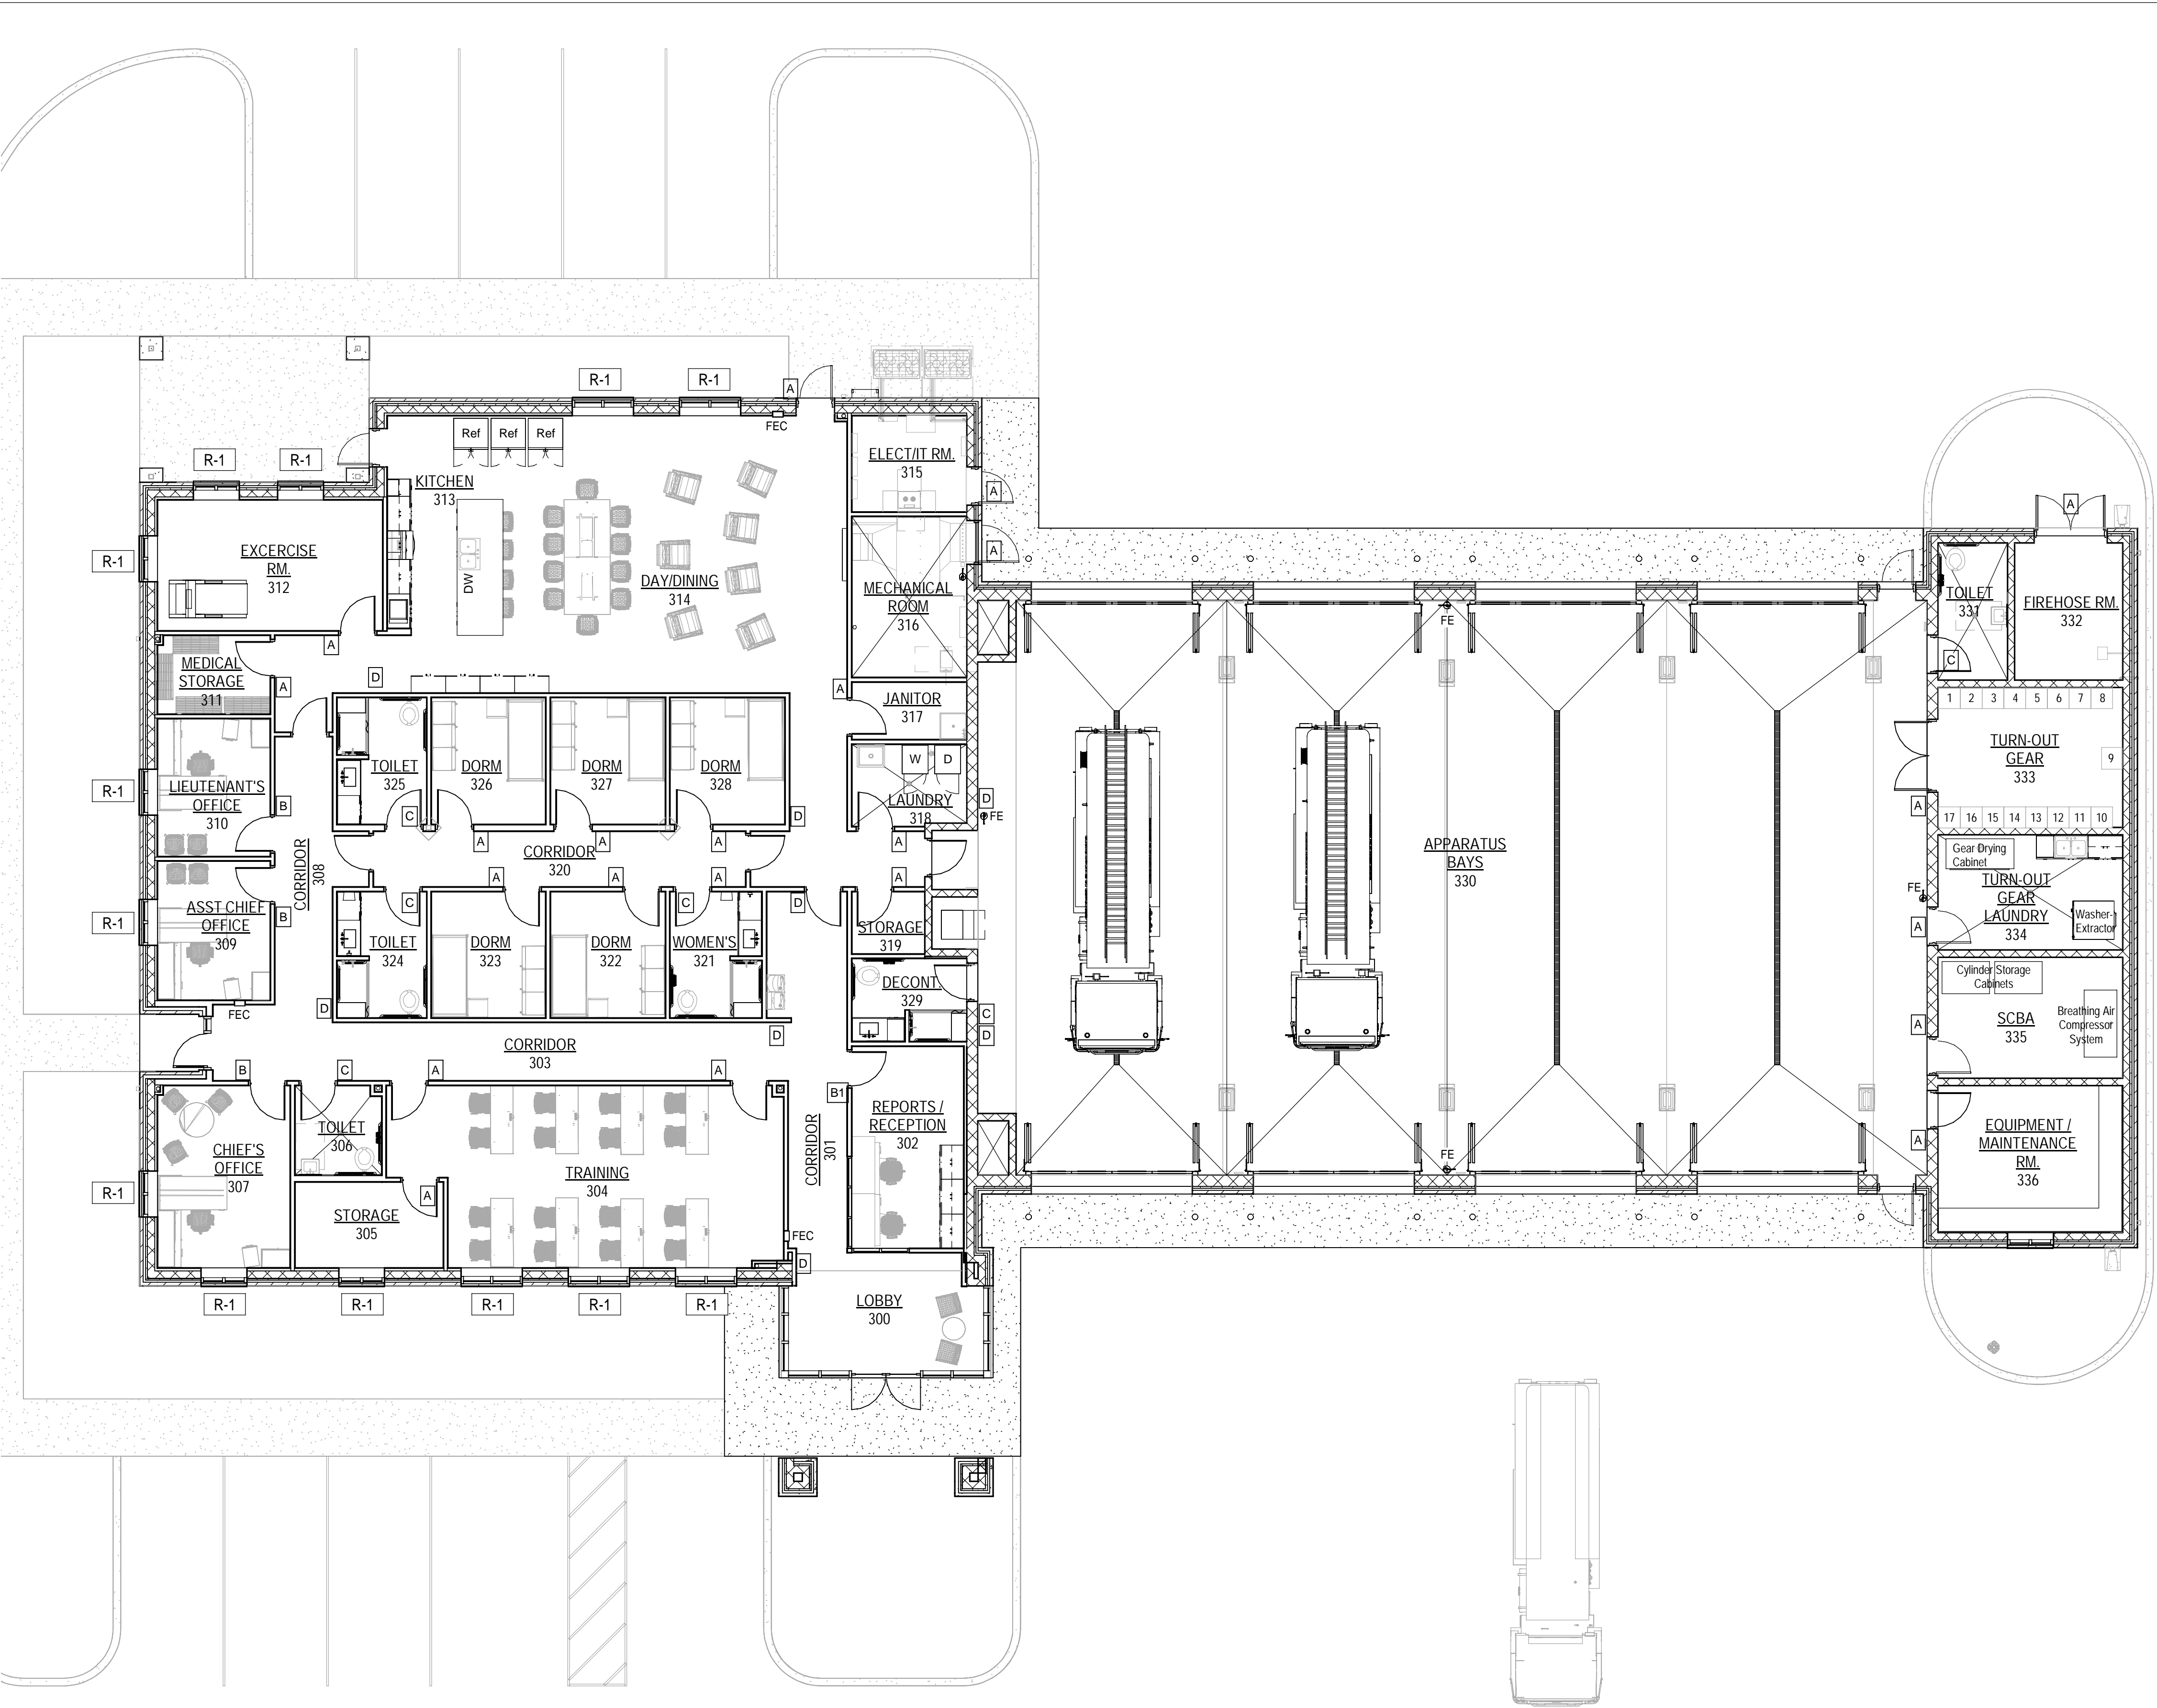 R-1
R-1
A
FEC
Ref
Ref
Ref
R-1
R-1
KITCHEN
313
ELECT/IT RM.
315
A
A
A
R-1
EXCERCISE
RM.
312
DW
DAY/DINING
314
MECHANICAL
ROOM
316
FE
TOILET
331
FIREHOSE RM.
332
C
A
MEDICAL
STORAGE
311
A
D
A
JANITOR
317
1 2 3 4 5 6 7 8
TURN-OUT
GEAR
333
9
17 16 15 14 13 12 11 10
A
R-1
LIEUTENANT'S
OFFICE
310
B
TOILET
325
C
DORM
326
DORM
327
DORM
328
D
W
D
LAUNDRY
318
D
FE
A
A
A
CORRIDOR
308
CORRIDOR
320
A
A
A
A
APPARATUS
BAYS
330
Gear Drying
Cabinet
TURN-OUT
GEAR
LAUNDRY
334
Washer-
Extractor
FE
A
R-1
ASST CHIEF
OFFICE
309
B
C
C
D
TOILET
324
DORM
323
DORM
322
WOMEN'S
321
STORAGE
319
DECONT.
329
C
D
FEC
D
D
CORRIDOR
303
Cylinder Storage
Cabinets
Breathing Air
Compressor
System
SCBA
335
A
B
C
A
A
B1
CORRIDOR
301
REPORTS /
RECEPTION
302
TOILET
306
R-1
CHIEF'S
OFFICE
307
TRAINING
304
A
STORAGE
305
FEC
D
FE
A
EQUIPMENT /
MAINTENANCE
RM.
336
R-1
R-1
R-1
R-1
R-1
LOBBY
300